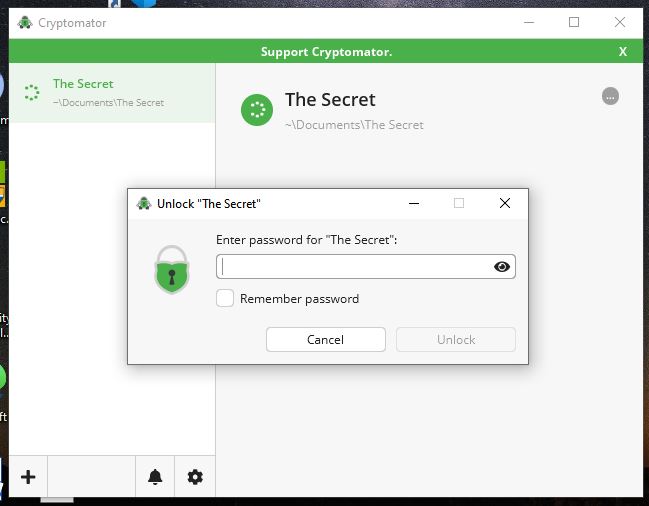 Cryptomator
Support Cryptomator.
X
The Secret
~\Documents\The Secret
The Secret
~\Documents\The Secret
...
Unlock "The Secret"
Enter password for "The Secret":
Remember password
Cancel
Unlock